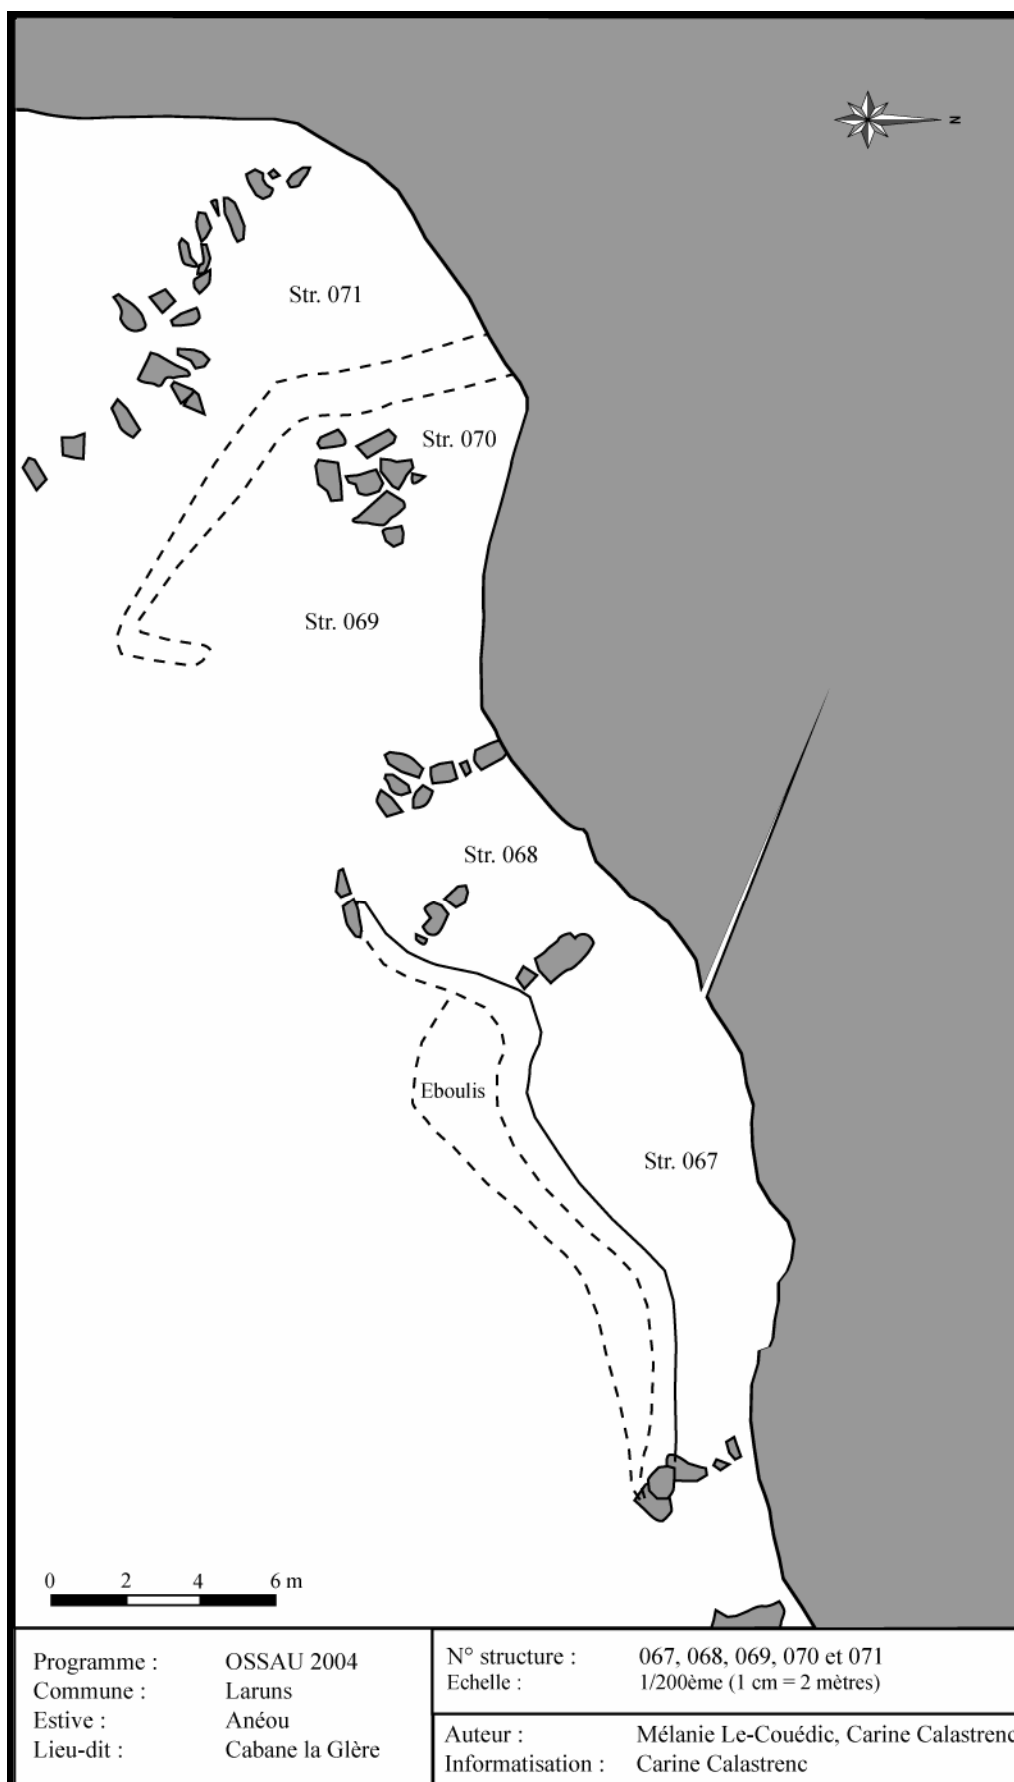 N
Str. 071
Str. 070
Str. 069
Str. 068
Eboulis
Str. 067
0 2 4 6 m
Programme : OSSAU 2004
Commune : Laruns
Estive : Anéou
Lieu-dit : Cabane la Glère
N° structure : 067, 068, 069, 070 et 071
Echelle : 1/200ème (1 cm = 2 mètres)
Auteur : Mélanie Le-Couédic, Carine Calastrenc
Informatisation : Carine Calastrenc